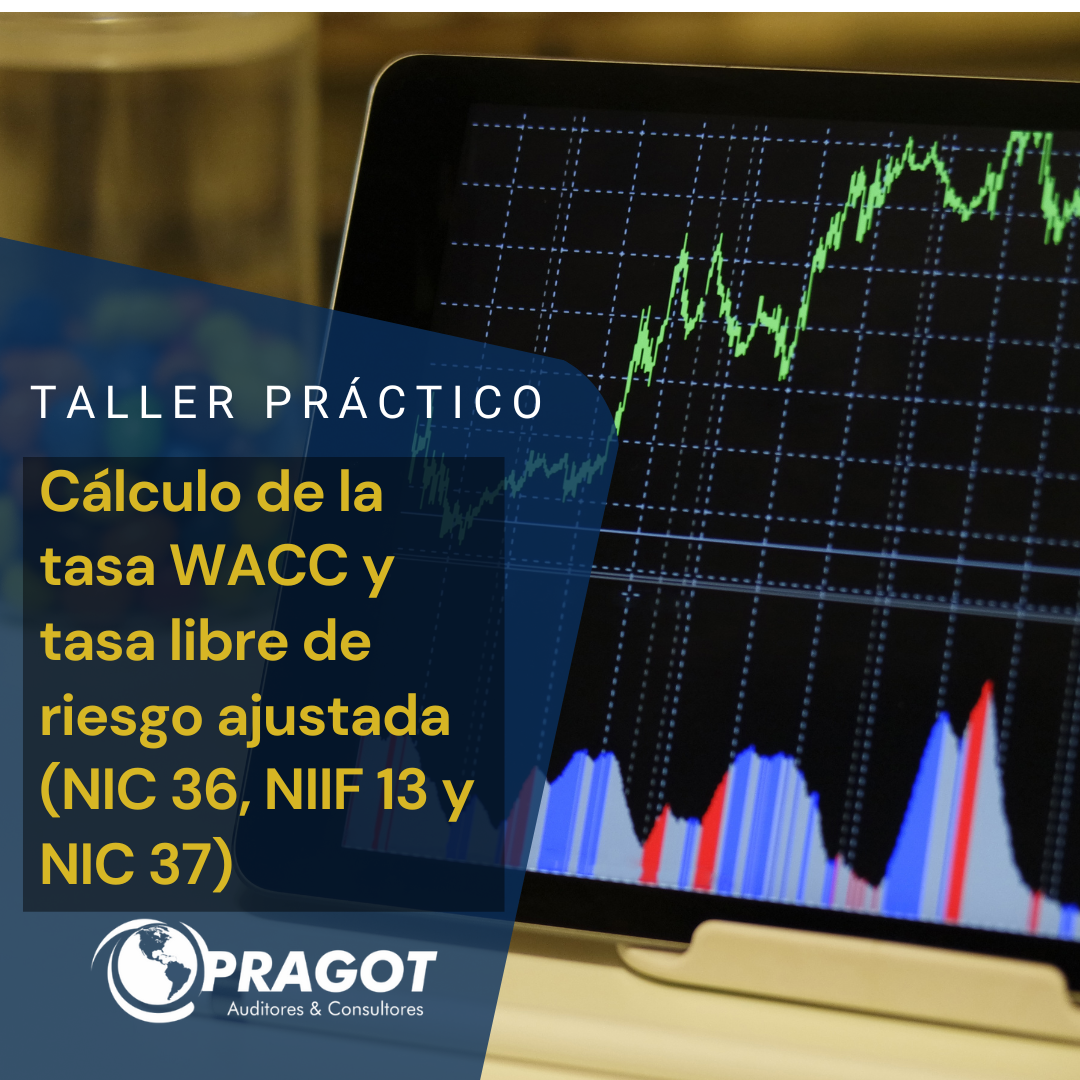 TALLER PRÁCTICO
Cálculo de la
tasa WACC y
tasa libre de
riesgo ajustada
(NIC 36, NIIF 13 y
NIC 37)
PRAGOT
Auditores & Consultores